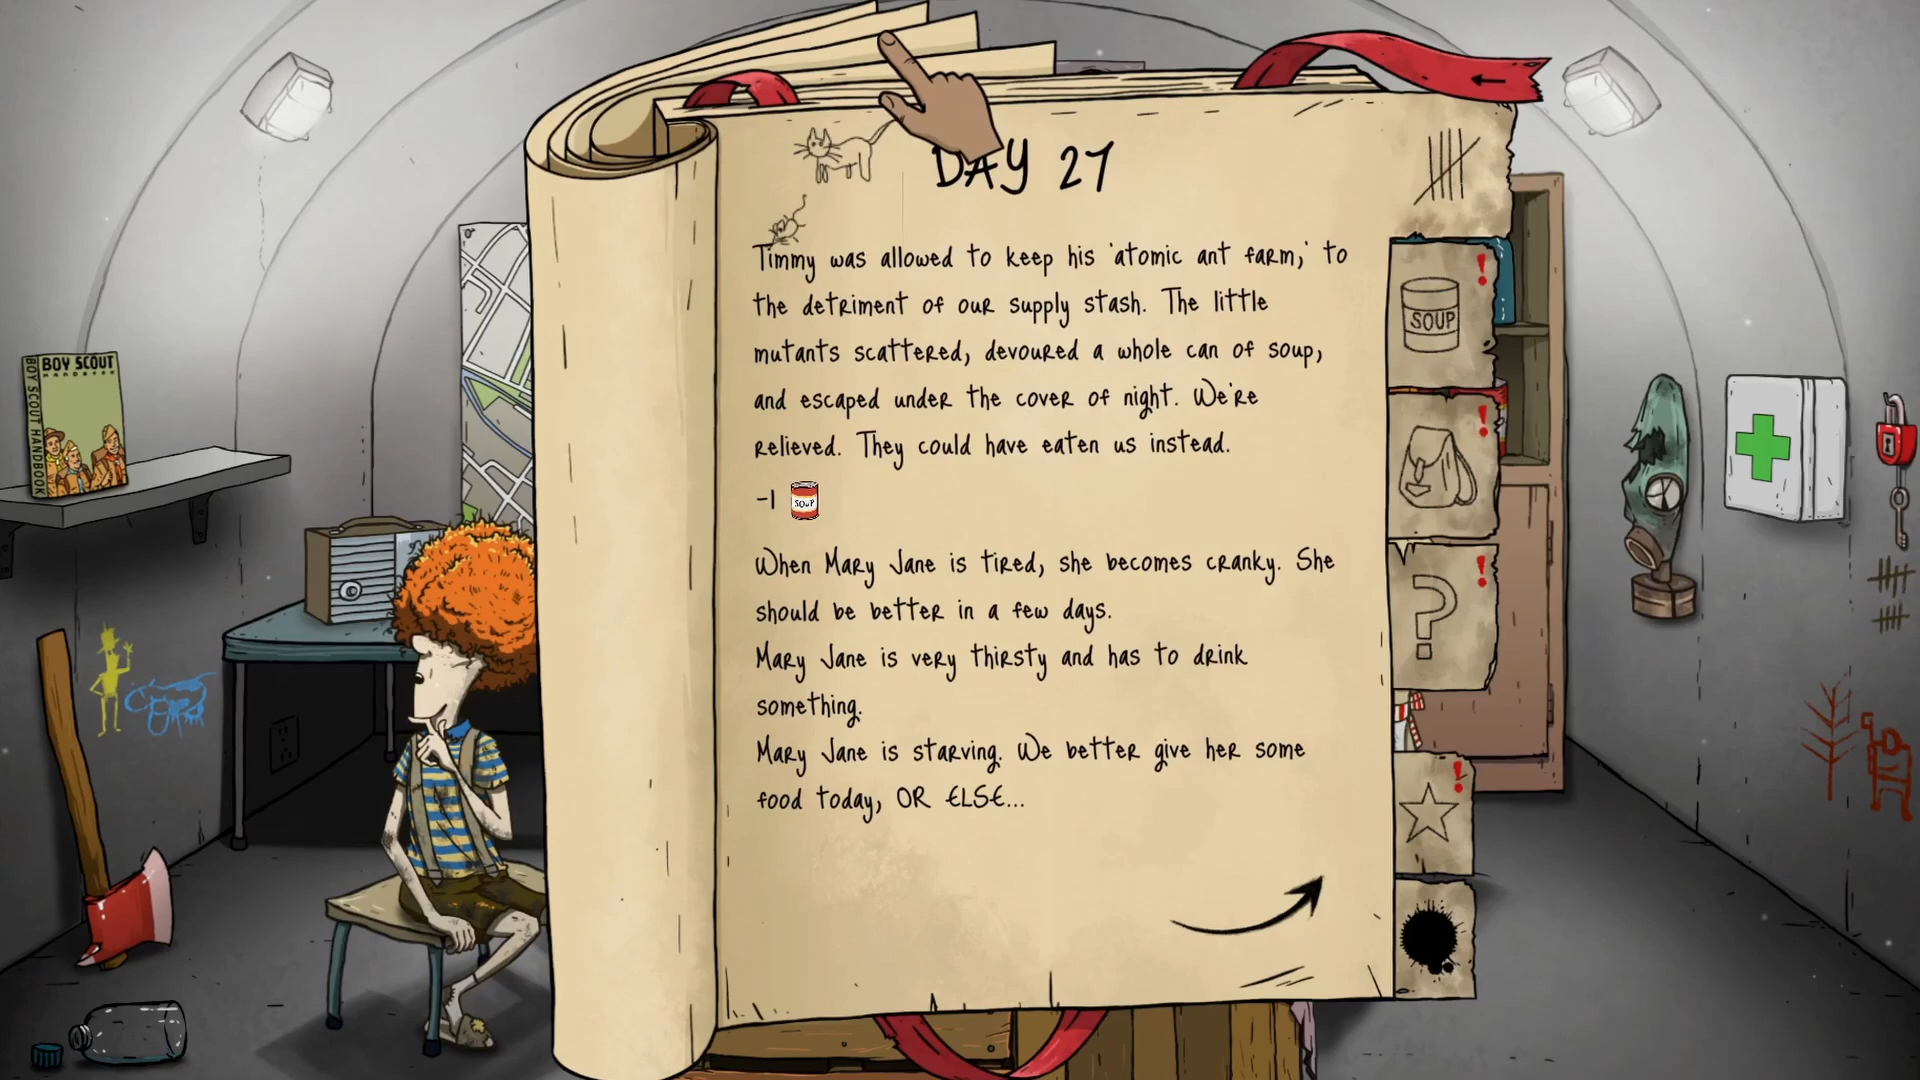 DAY 27
Timmy was allowed to keep his 'atomic ant farm,' to
the detriment of our supply stash. The little
mutants scattered, devoured a whole can of soup,
and escaped under the cover of night. We're
relieved. They could have eaten us instead.
-1 SOUP
When Mary Jane is tired, she becomes cranky. She
should be better in a few days.
Mary Jane is very thirsty and has to drink
something.
Mary Jane is starving. We better give her some
food today, OR ELSE...
!
SOUP
!
!
?
!
BOY SCOUT
HANDBOOK
BOY SCOUT HANDBOOK